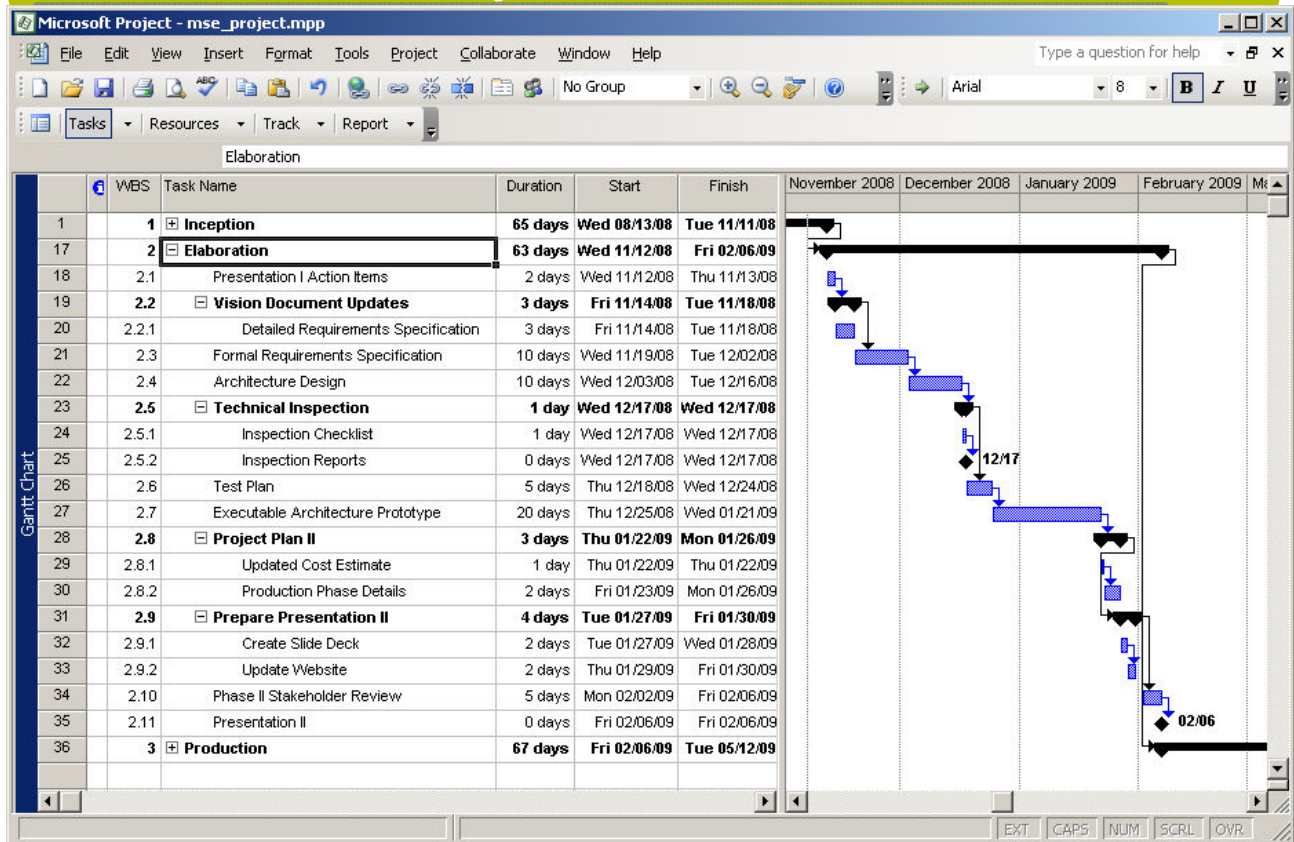 Microsoft Project - mse_project.mpp
File Edit View Insert Format Tools Project Collaborate Window Help Type a question for help
No Group Arial 8 B I U
Tasks Resources Track Report
Elaboration
WBS Task Name Duration Start Finish November 2008 December 2008 January 2009 February 2009
1 1 Inception 65 days Wed 08/13/08 Tue 11/11/08
17 2 Elaboration 63 days Wed 11/12/08 Fri 02/06/09
18 2.1 Presentation I Action Items 2 days Wed 11/12/08 Thu 11/13/08
19 2.2 Vision Document Updates 3 days Fri 11/14/08 Tue 11/18/08
20 2.2.1 Detailed Requirements Specification 3 days Fri 11/14/08 Tue 11/18/08
21 2.3 Formal Requirements Specification 10 days Wed 11/19/08 Tue 12/02/08
22 2.4 Architecture Design 10 days Wed 12/03/08 Tue 12/16/08
23 2.5 Technical Inspection 1 day Wed 12/17/08 Wed 12/17/08
24 2.5.1 Inspection Checklist 1 day Wed 12/17/08 Wed 12/17/08
25 2.5.2 Inspection Reports 0 days Wed 12/17/08 Wed 12/17/08 12/17
26 2.6 Test Plan 5 days Thu 12/18/08 Wed 12/24/08
27 2.7 Executable Architecture Prototype 20 days Thu 12/25/08 Wed 01/21/09
28 2.8 Project Plan II 3 days Thu 01/22/09 Mon 01/26/09
29 2.8.1 Updated Cost Estimate 1 day Thu 01/22/09 Thu 01/22/09
30 2.8.2 Production Phase Details 2 days Fri 01/23/09 Mon 01/26/09
31 2.9 Prepare Presentation II 4 days Tue 01/27/09 Fri 01/30/09
32 2.9.1 Create Slide Deck 2 days Tue 01/27/09 Wed 01/28/09
33 2.9.2 Update Website 2 days Thu 01/29/09 Fri 01/30/09
34 2.10 Phase II Stakeholder Review 5 days Mon 02/02/09 Fri 02/06/09
35 2.11 Presentation II 0 days Fri 02/06/09 Fri 02/06/09 02/06
36 3 Production 67 days Fri 02/06/09 Tue 05/12/09
Gantt Chart
EXT CAPS NUM SCRL OVR